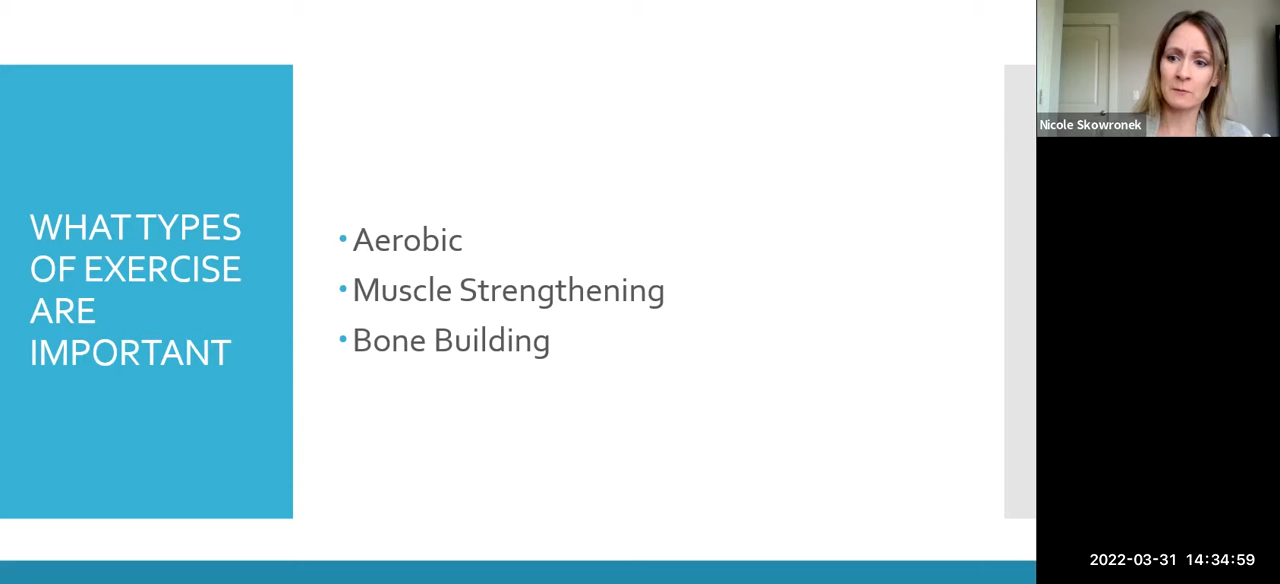 WHAT TYPES
OF EXERCISE
ARE
IMPORTANT
• Aerobic
• Muscle Strengthening
• Bone Building
Nicole Skowronek
2022-03-31 14:34:59